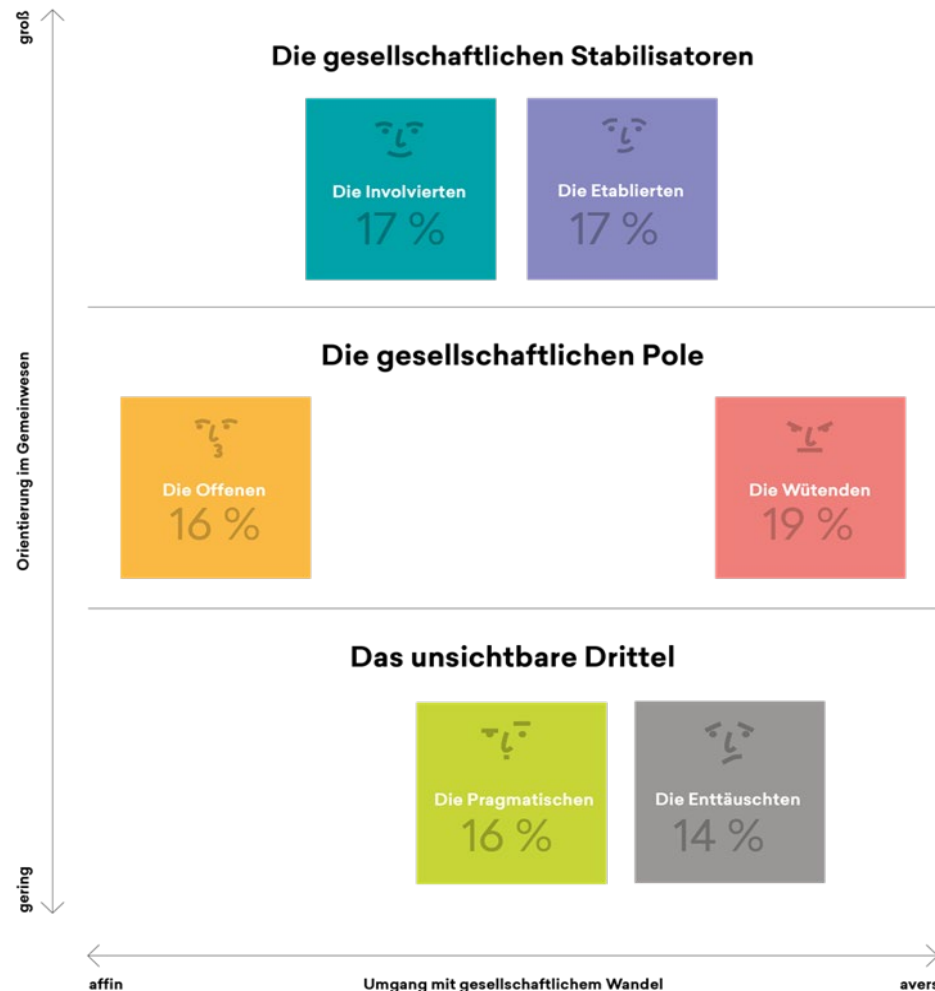 groß
Die gesellschaftlichen Stabilisatoren
Die Involvierten
17 %
Die Etablierten
17 %
Orientierung im Gemeinwesen
Die gesellschaftlichen Pole
Die Offenen
16 %
Die Wütenden
19 %
Das unsichtbare Drittel
Die Pragmatischen
16 %
Die Enttäuschten
14 %
gering
affin
Umgang mit gesellschaftlichem Wandel
avers